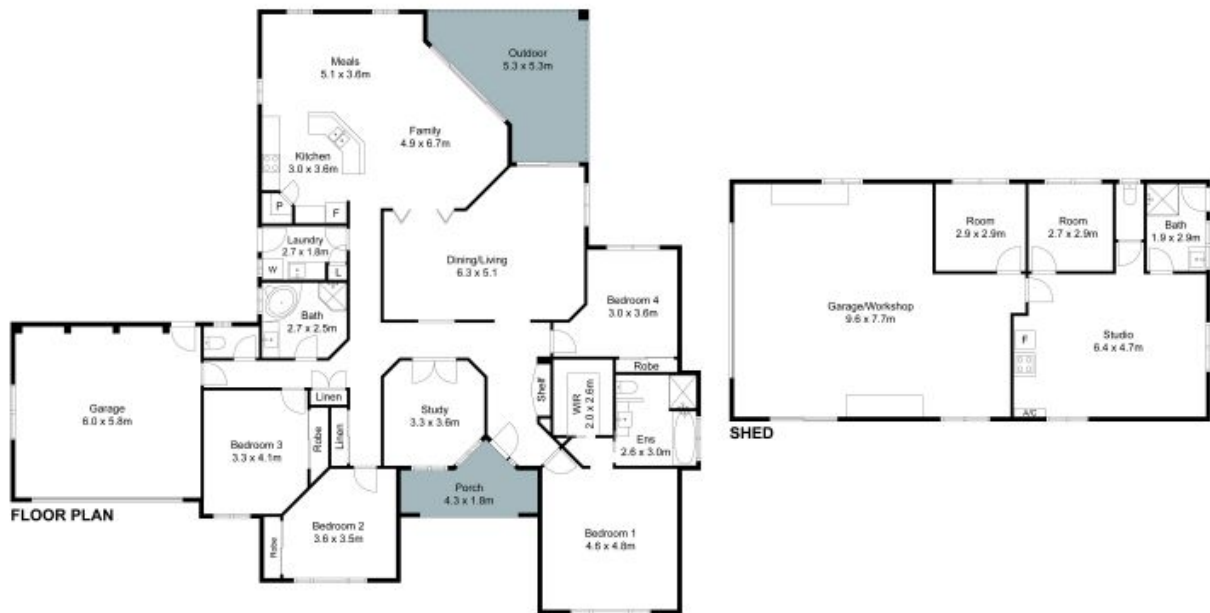 Meals
5.1 x 3.6m
Outdoor
5.3 x 5.3m
Family
4.9 x 6.7m
Kitchen
3.0 x 3.6m
P
F
Laundry
2.7 x 1.8m
W
L
Dining/Living
6.3 x 5.1
Bath
2.7 x 2.5m
Bedroom 4
3.0 x 3.6m
Robe
Garage
6.0 x 5.8m
Linen
Study
3.3 x 3.6m
Shelf
WIR
2.0 x 2.6m
Ens
2.6 x 3.0m
Bedroom 3
3.3 x 4.1m
Robe
Linen
Porch
4.3 x 1.8m
Bedroom 2
3.6 x 3.5m
Robe
Bedroom 1
4.6 x 4.8m
FLOOR PLAN
Room
2.9 x 2.9m
Room
2.7 x 2.9m
Bath
1.9 x 2.9m
Garage/Workshop
9.6 x 7.7m
Studio
6.4 x 4.7m
F
A/C
SHED